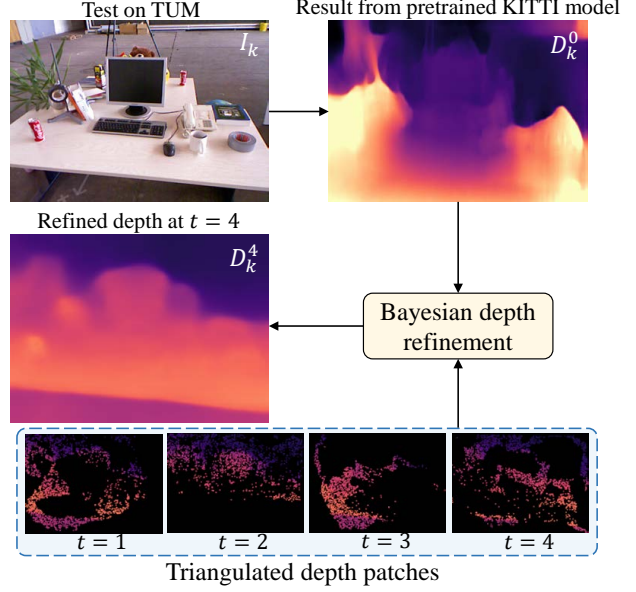 Test on TUM
Result from pretrained KITTI model
I_k
D_k^0
Refined depth at t = 4
D_k^4
Bayesian depth
refinement
t = 1
t = 2
t = 3
t = 4
Triangulated depth patches